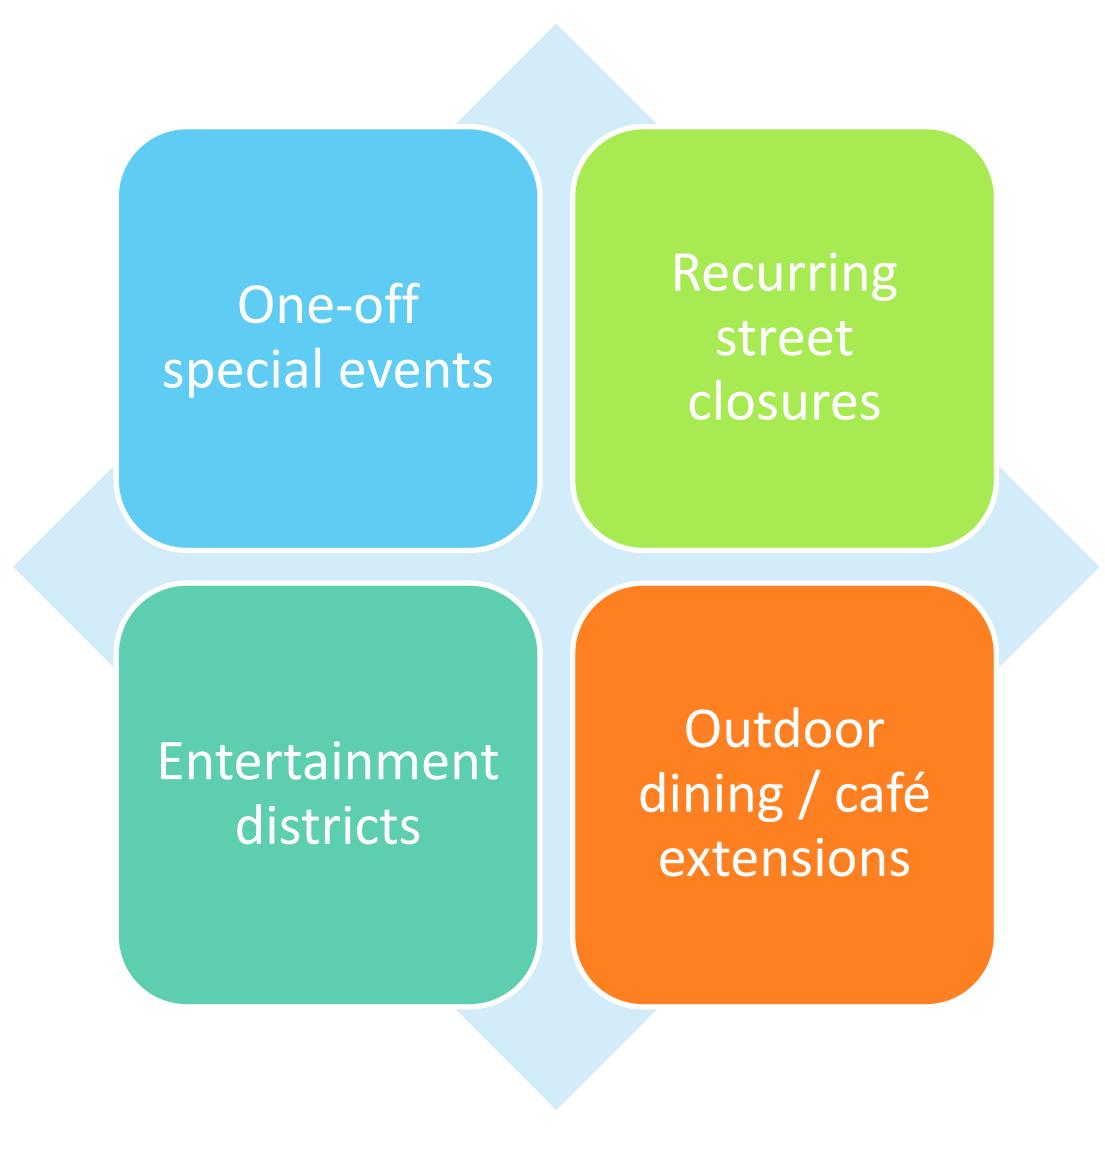 One-off
special events
Recurring
street
closures
Entertainment
districts
Outdoor
dining / café
extensions